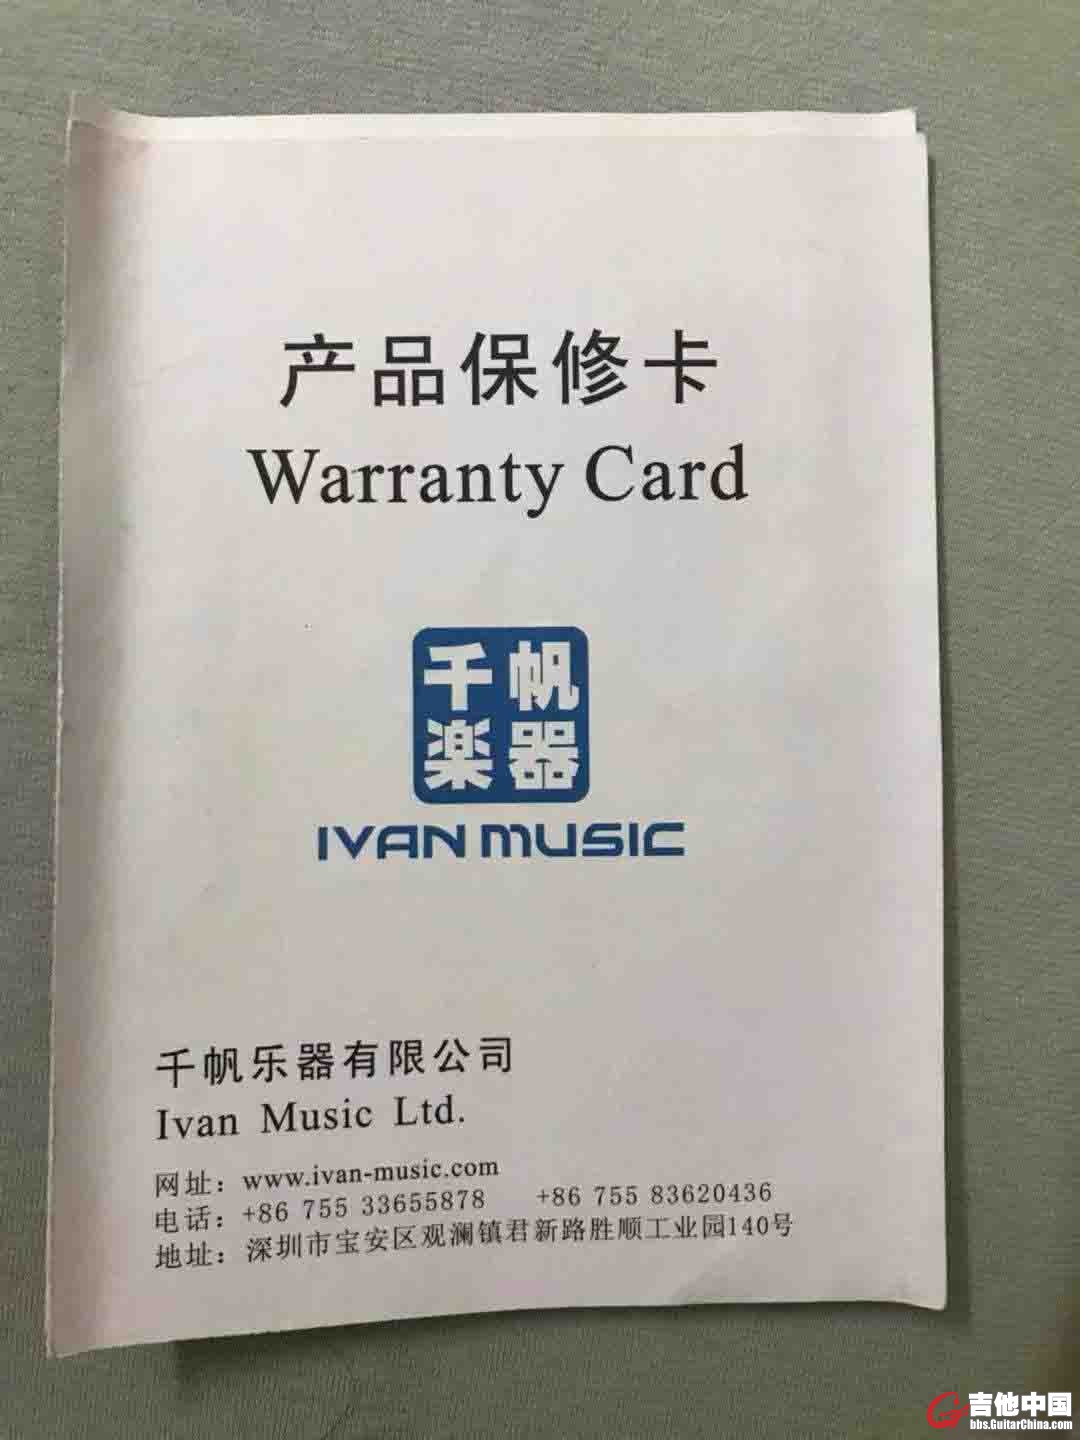 产品保修卡
Warranty Card
千帆
楽器
IVAN MUSIC
千帆乐器有限公司
Ivan Music Ltd.
网址：www.ivan-music.com
电话：+86 755 33655878 +86 755 83620436
地址：深圳市宝安区观澜镇君新路胜顺工业园140号
吉他中国
bbs.GuitarChina.com